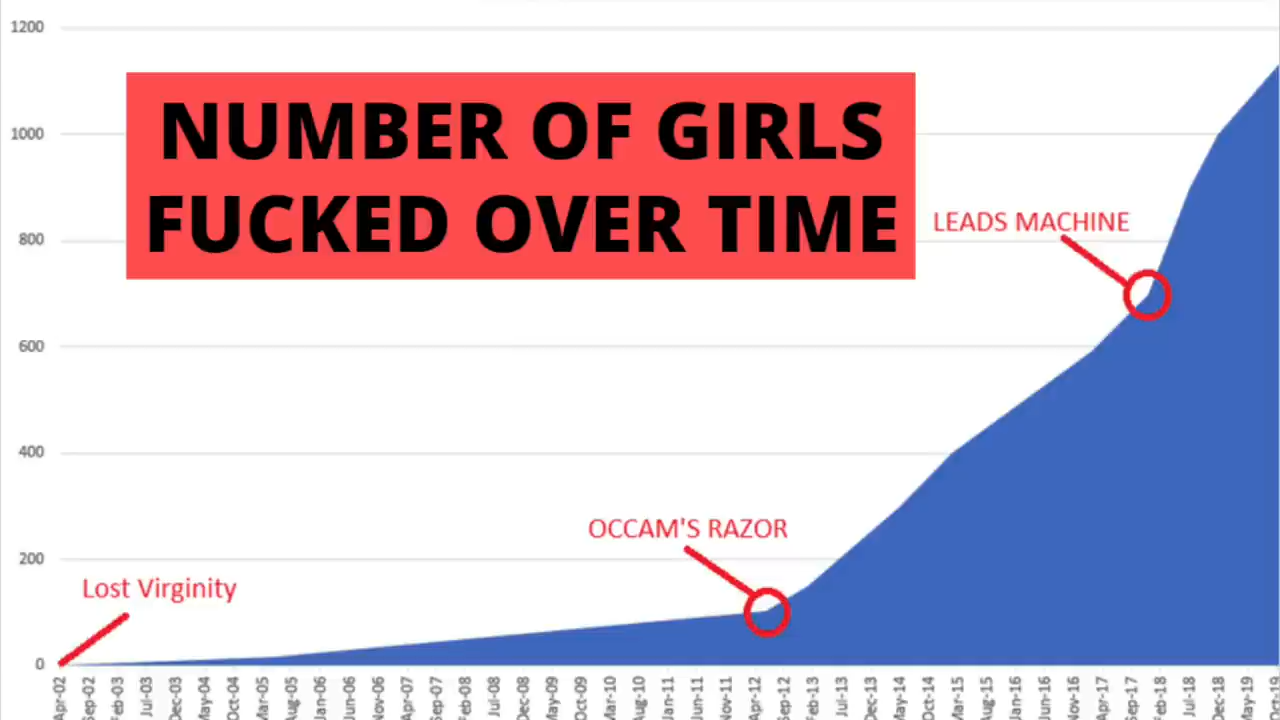 1200
NUMBER OF GIRLS
1000
FUCKED OVER TIME
LEADS MACHINE
800
600
400
OCCAM'S RAZOR
200
Lost Virginity
0
Apr-02
Sep-02
Feb-03
Jul-03
Dec-03
May-04
Oct-04
Mar-05
Aug-05
Jan-06
Jun-06
Nov-06
Apr-07
Sep-07
Feb-08
Jul-08
Dec-08
May-09
Oct-09
Mar-10
Aug-10
Jan-11
Jun-11
Nov-11
Apr-12
Sep-12
Feb-13
Jul-13
Dec-13
May-14
Oct-14
Mar-15
Aug-15
Jan-16
Jun-16
Nov-16
Apr-17
Sep-17
Feb-18
Jul-18
Dec-18
May-19
Oct-19